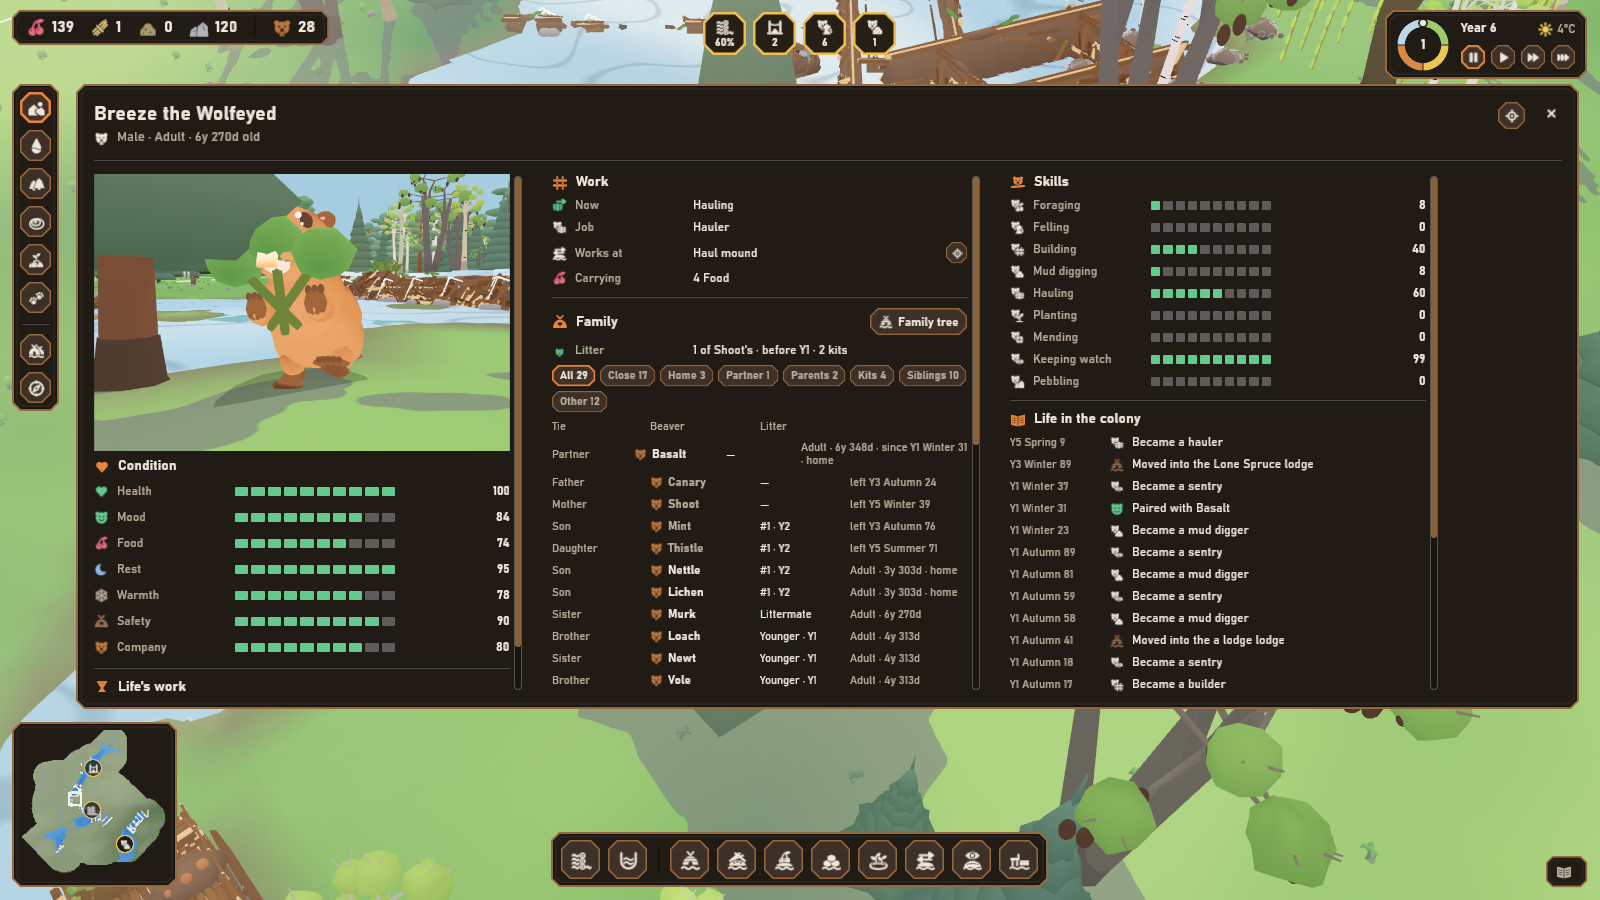 139 1 0 120 28
60% 2 6 1
1 Year 6 4°C
Breeze the Wolfeyed
Male · Adult · 6y 270d old
Condition
Health 100
Mood 84
Food 74
Rest 95
Warmth 78
Safety 90
Company 80
Life's work
Work
Now Hauling
Job Hauler
Works at Haul mound
Carrying 4 Food
Family
Family tree
Litter 1 of Shoot's · before Y1 · 2 kits
All 29 Close 17 Home 3 Partner 1 Parents 2 Kits 4 Siblings 10
Other 12
Tie Beaver Litter
Partner Basalt — Adult · 6y 348d · since Y1 Winter 31
· home
Father Canary — left Y3 Autumn 24
Mother Shoot — left Y5 Winter 39
Son Mint #1 · Y2 left Y3 Autumn 76
Daughter Thistle #1 · Y2 left Y5 Summer 71
Son Nettle #1 · Y2 Adult · 3y 303d · home
Son Lichen #1 · Y2 Adult · 3y 303d · home
Sister Murk Littermate Adult · 6y 270d
Brother Loach Younger · Y1 Adult · 4y 313d
Sister Newt Younger · Y1 Adult · 4y 313d
Brother Vole Younger · Y1 Adult · 4y 313d
Skills
Foraging 8
Felling 0
Building 40
Mud digging 8
Hauling 60
Planting 0
Mending 0
Keeping watch 99
Pebbling 0
Life in the colony
Y5 Spring 9 Became a hauler
Y3 Winter 89 Moved into the Lone Spruce lodge
Y1 Winter 37 Became a sentry
Y1 Winter 31 Paired with Basalt
Y1 Winter 23 Became a mud digger
Y1 Autumn 89 Became a sentry
Y1 Autumn 81 Became a mud digger
Y1 Autumn 59 Became a sentry
Y1 Autumn 58 Became a mud digger
Y1 Autumn 41 Moved into the a lodge lodge
Y1 Autumn 18 Became a sentry
Y1 Autumn 17 Became a builder